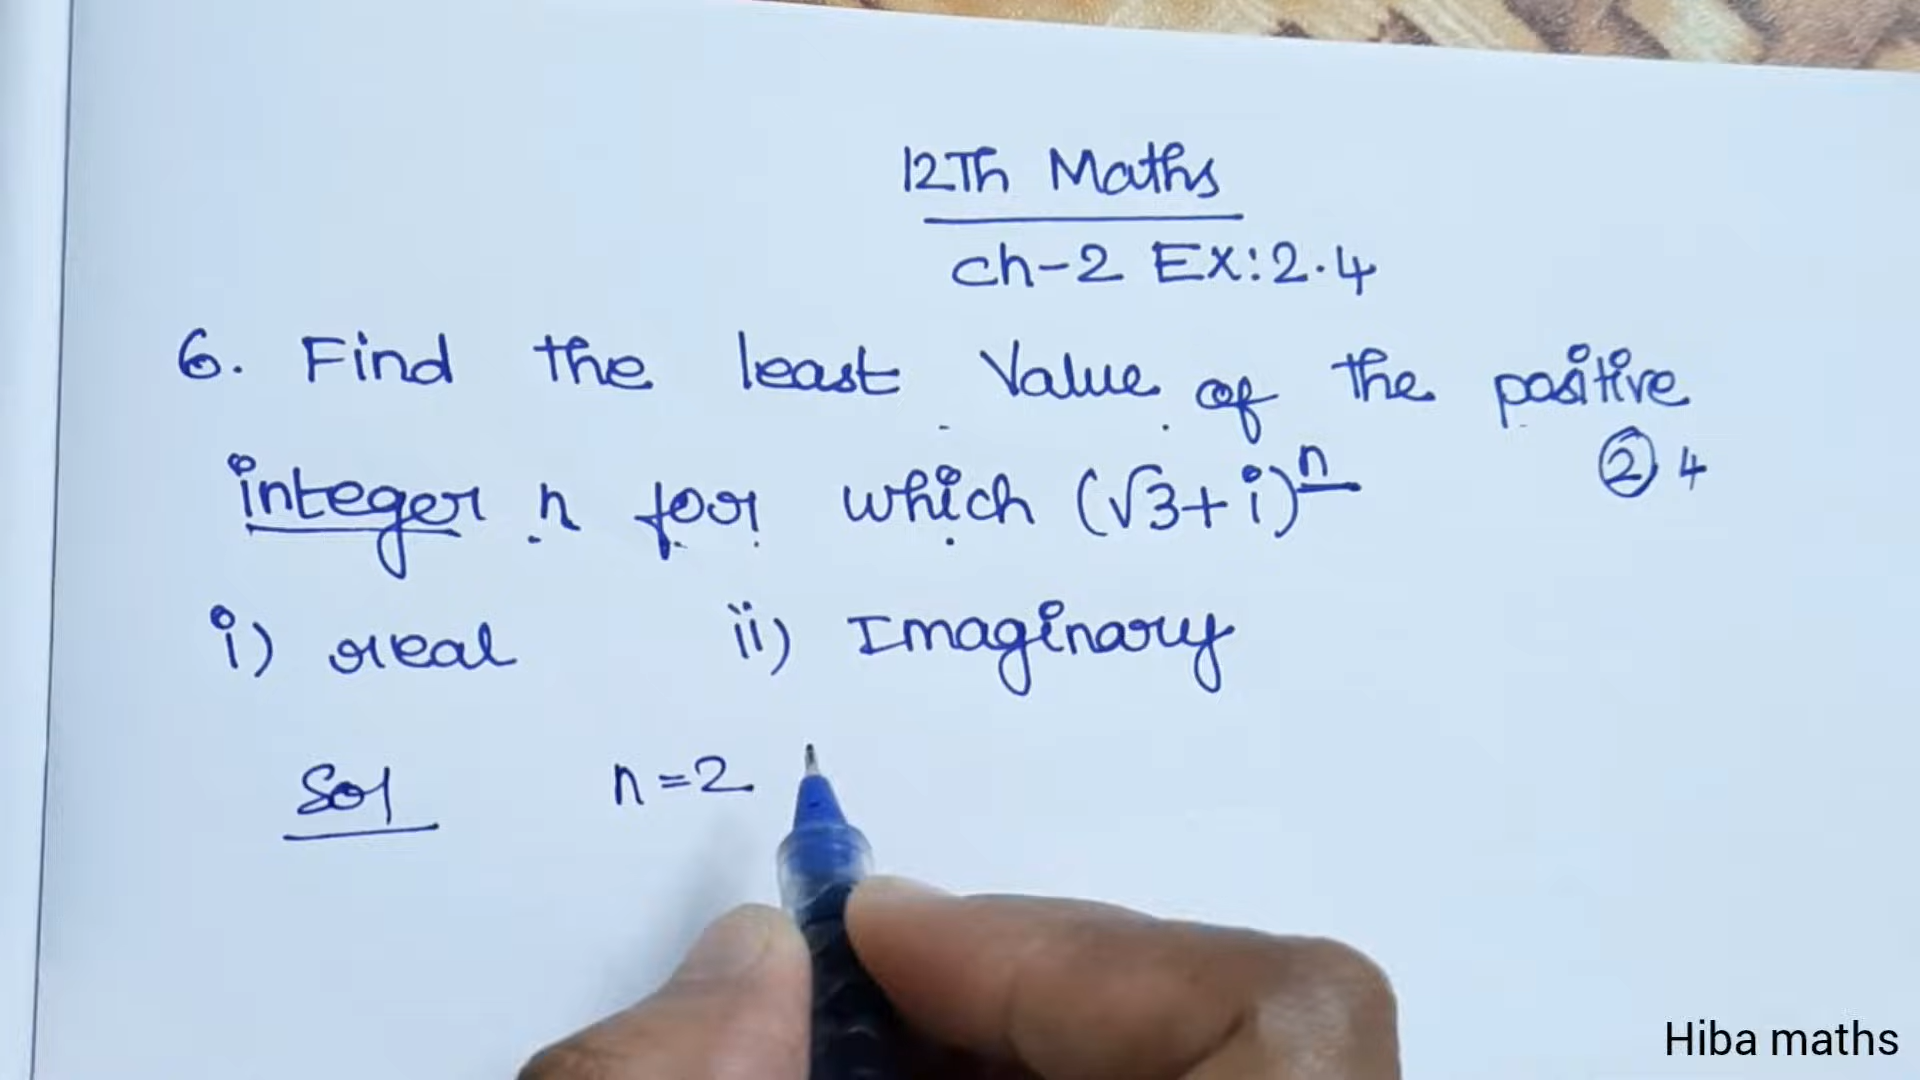 12Th Maths
Ch-2 Ex:2.4
6. Find the least Value of the positive
integer n for which (√3+i)ⁿ
② 4
i) real ii) Imaginary
Sol n=2
Hiba maths